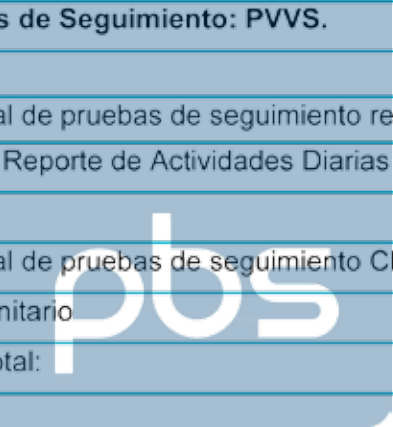 s de Seguimiento: PVVS.
al de pruebas de seguimiento re
Reporte de Actividades Diarias
al de pruebas de seguimiento C
nitario
otal:
pbs